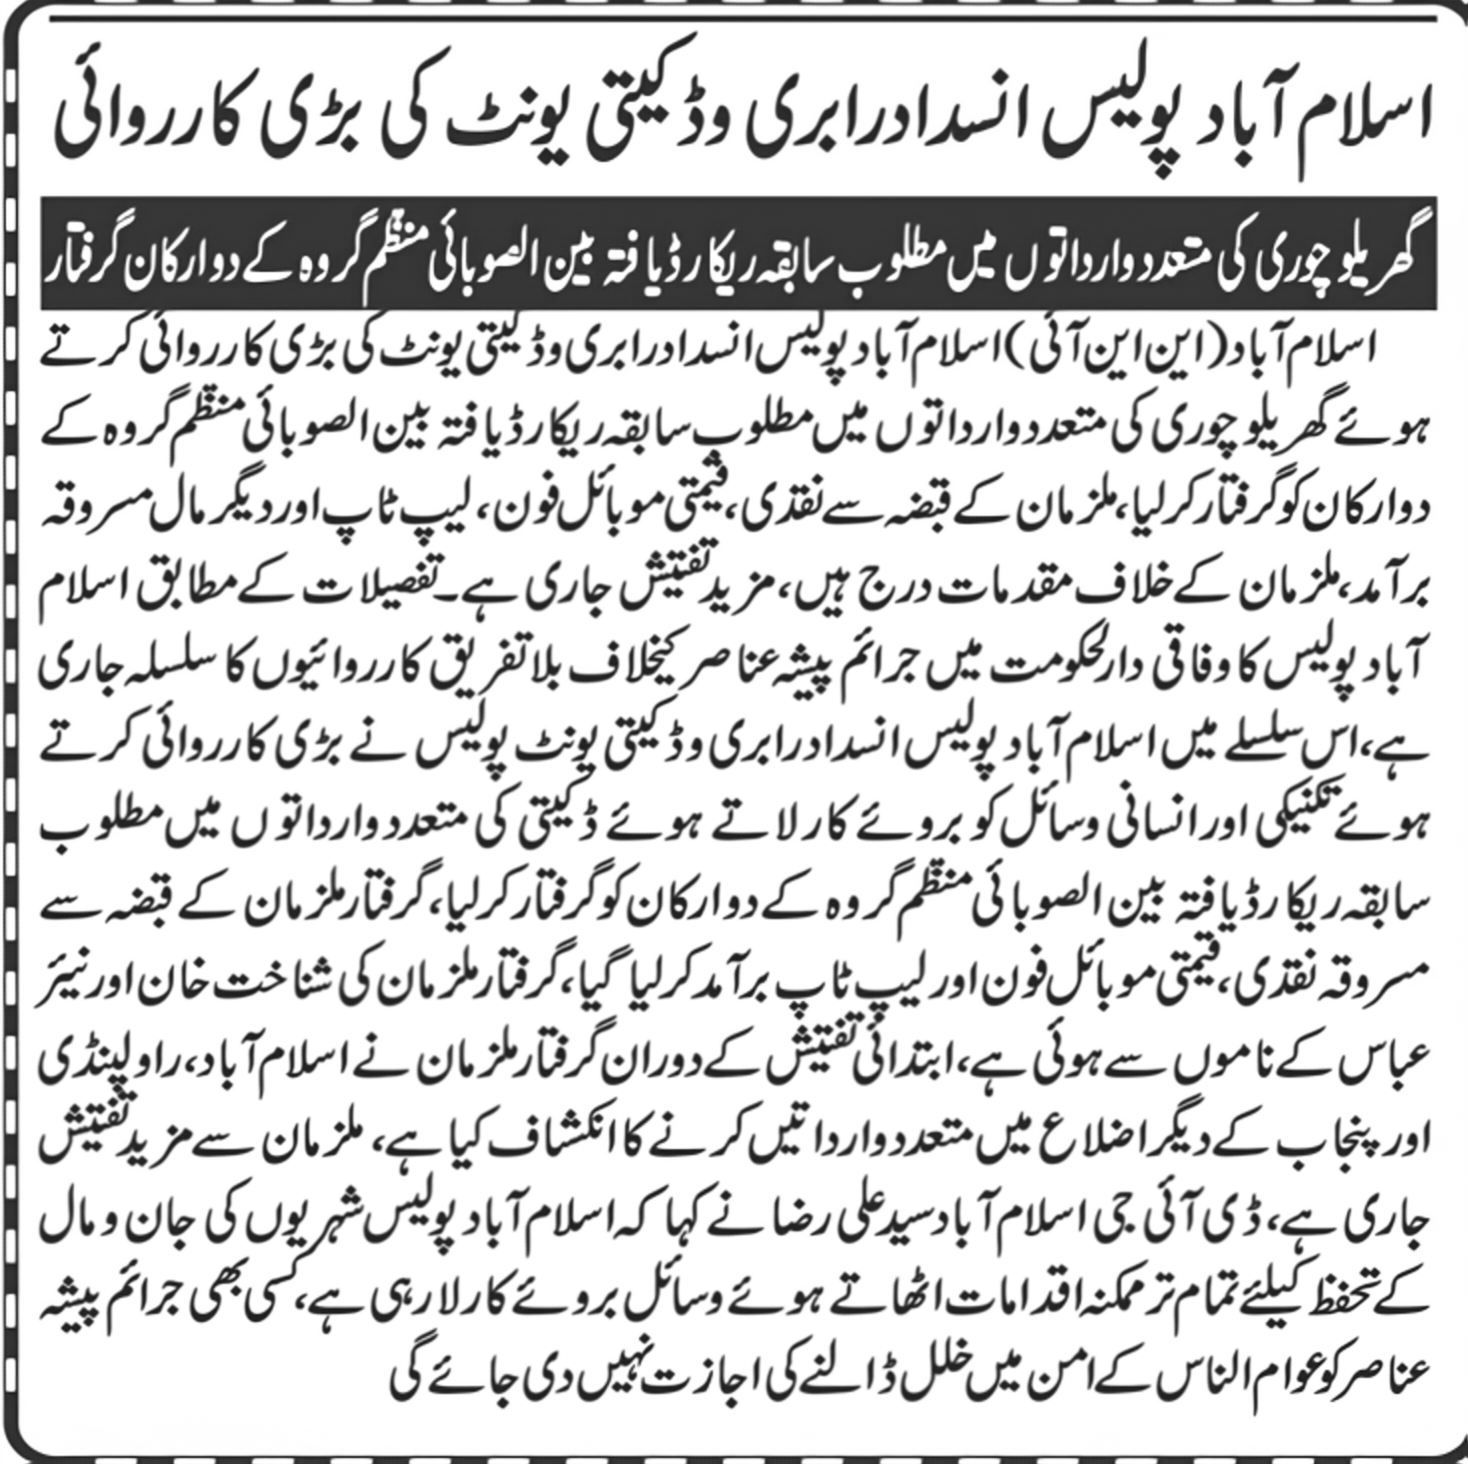 اسلام آباد پولیس انسداد رابری و ڈکیتی یونٹ کی بڑی کارروائی
گھریلو چوری کی متعدد وارداتوں میں مطلوب سابقہ ریکارڈ یافتہ بین الصوبائی منظم گروہ کے دو ارکان گرفتار
اسلام آباد (این این آئی) اسلام آباد پولیس انسداد رابری و ڈکیتی یونٹ کی بڑی کارروائی کرتے
ہوئے گھریلو چوری کی متعدد وارداتوں میں مطلوب سابقہ ریکارڈ یافتہ بین الصوبائی منظم گروہ کے
دو ارکان کو گرفتار کر لیا، ملزمان کے قبضہ سے نقدی، قیمتی موبائل فون، لیپ ٹاپ اور دیگر مال مسروقہ
برآمد، ملزمان کے خلاف مقدمات درج ہیں، مزید تفتیش جاری ہے۔ تفصیلات کے مطابق اسلام
آباد پولیس کا وفاقی دارلحکومت میں جرائم پیشہ عناصر کیخلاف بلا تفریق کارروائیوں کا سلسلہ جاری
ہے، اس سلسلے میں اسلام آباد پولیس انسداد رابری و ڈکیتی یونٹ پولیس نے بڑی کارروائی کرتے
ہوئے تکنیکی اور انسانی وسائل کو بروئے کار لاتے ہوئے ڈکیتی کی متعدد وارداتوں میں مطلوب
سابقہ ریکارڈ یافتہ بین الصوبائی منظم گروہ کے دو ارکان کو گرفتار کر لیا، گرفتار ملزمان کے قبضہ سے
مسروقہ نقدی، قیمتی موبائل فون اور لیپ ٹاپ برآمد کر لیا گیا، گرفتار ملزمان کی شناخت خان اور نیئر
عباس کے ناموں سے ہوئی ہے، ابتدائی تفتیش کے دوران گرفتار ملزمان نے اسلام آباد، راولپنڈی
اور پنجاب کے دیگر اضلاع میں متعدد وارداتیں کرنے کا انکشاف کیا ہے، ملزمان سے مزید تفتیش
جاری ہے، ڈی آئی جی اسلام آباد سید علی رضا نے کہا کہ اسلام آباد پولیس شہریوں کی جان و مال
کے تحفظ کیلئے تمام تر ممکنہ اقدامات اٹھاتے ہوئے وسائل بروئے کار لا رہی ہے، کسی بھی جرائم پیشہ
عناصر کو عوام الناس کے امن میں خلل ڈالنے کی اجازت نہیں دی جائے گی